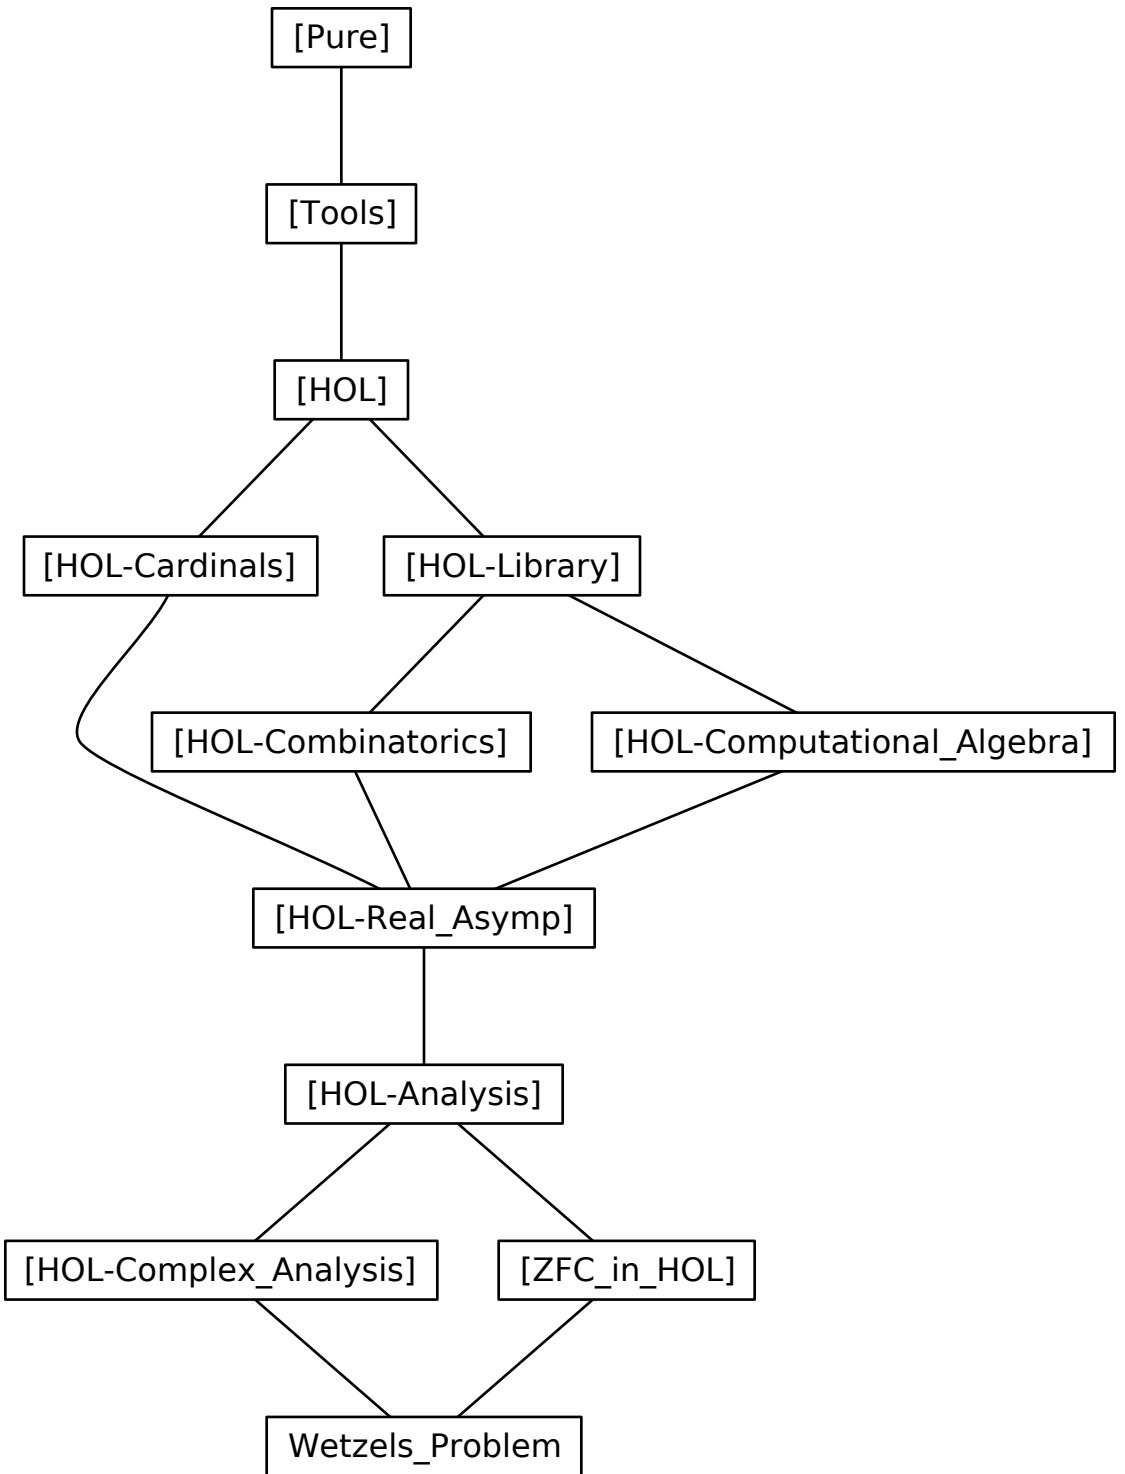 [Pure]
[Tools]
[HOL]
[HOL-Cardinals]
[HOL-Library]
[HOL-Combinatorics]
[HOL-Computational_Algebra]
[HOL-Real_Asymp]
[HOL-Analysis]
[HOL-Complex_Analysis]
[ZFC_in_HOL]
Wetzels_Problem